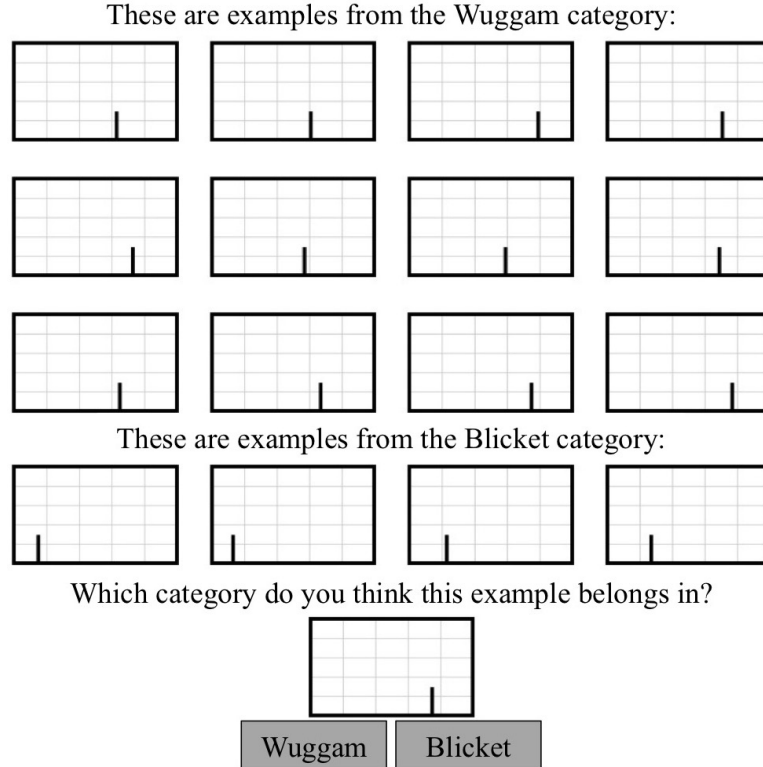 These are examples from the Wuggam category:
These are examples from the Blicket category:
Which category do you think this example belongs in?
Wuggam
Blicket